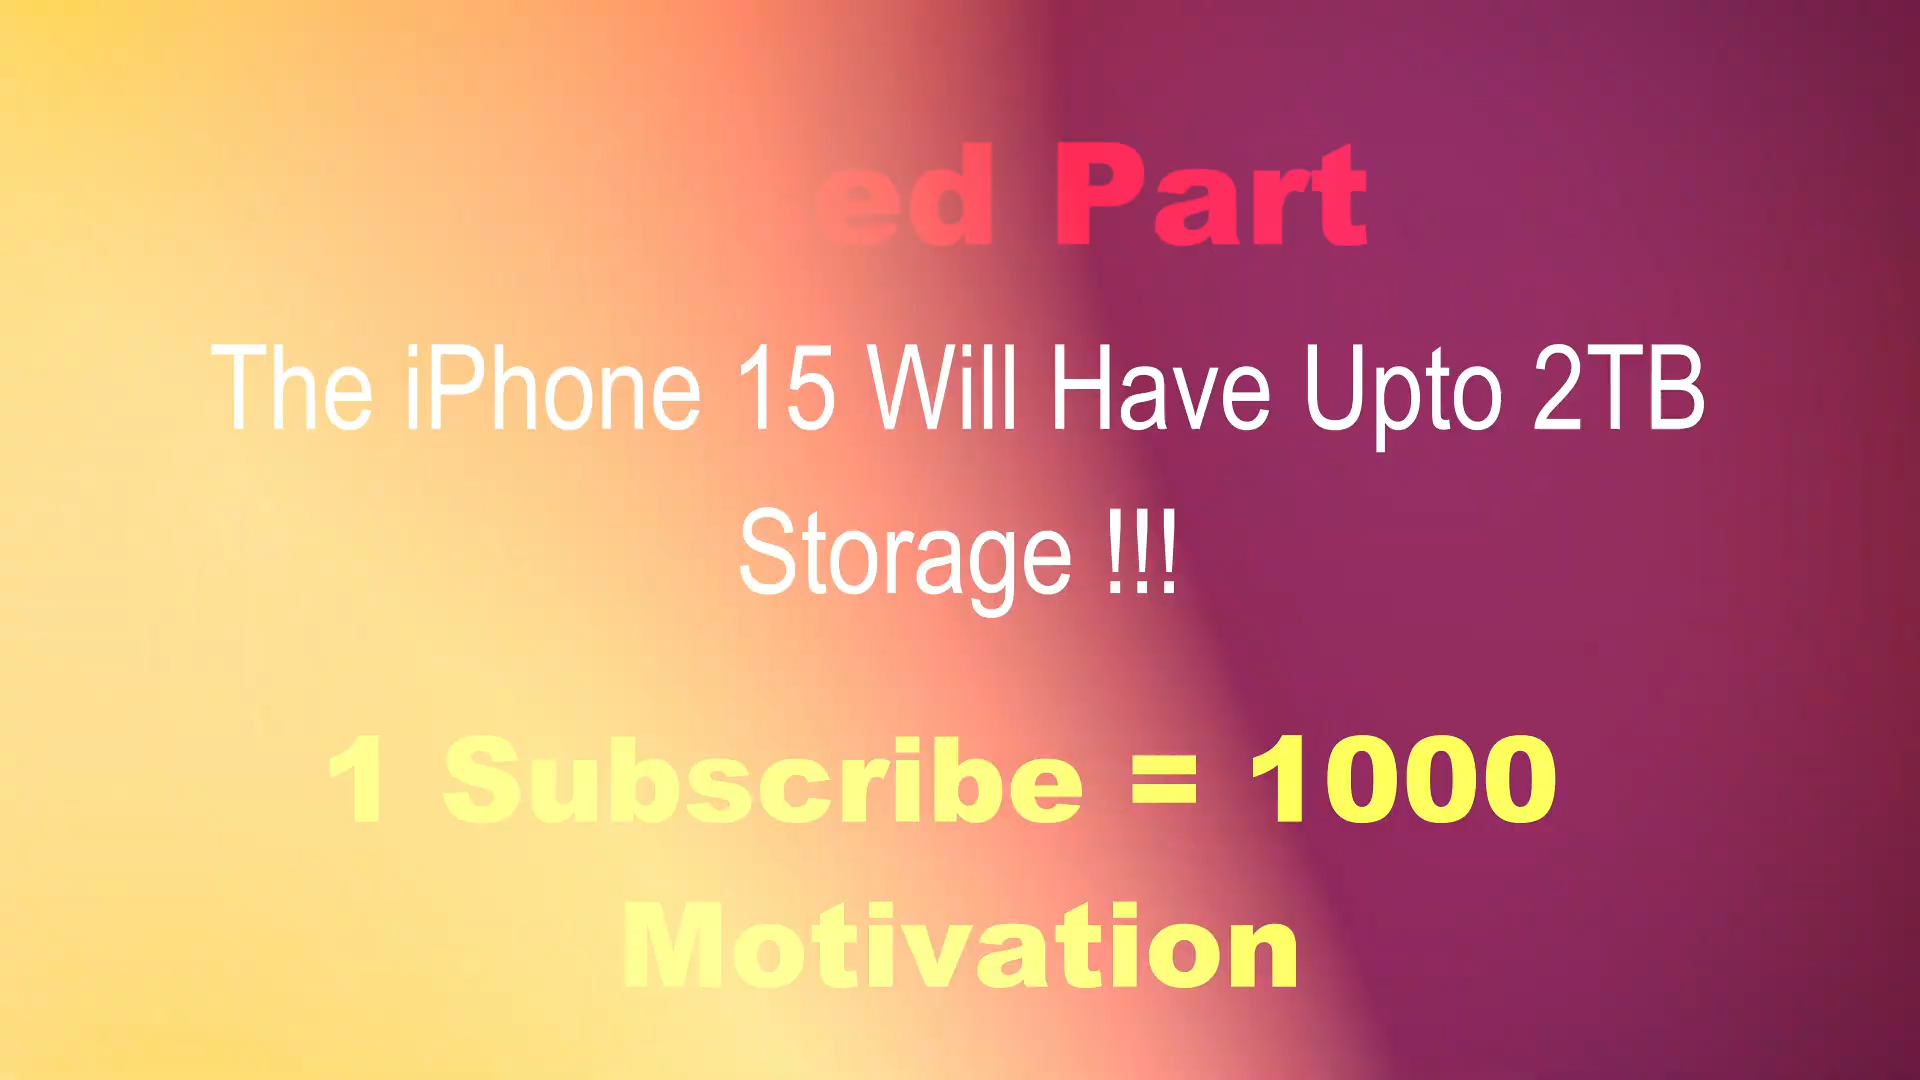 ed Part
The iPhone 15 Will Have Upto 2TB
Storage !!!
1 Subscribe = 1000
Motivation